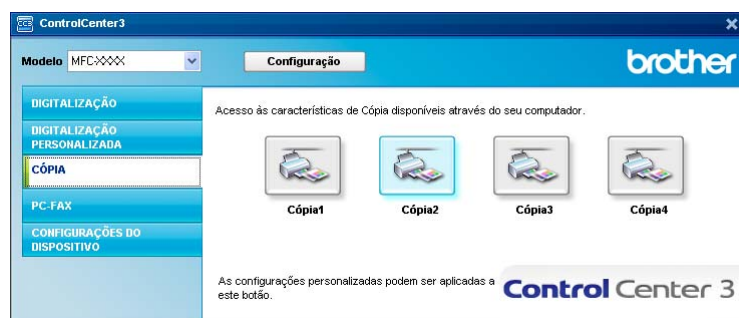 ControlCenter3
Modelo MFC-XXXX Configuração brother
DIGITALIZAÇÃO
DIGITALIZAÇÃO
PERSONALIZADA
CÓPIA
PC-FAX
CONFIGURAÇÕES DO
DISPOSITIVO
Acesso às características de Cópia disponíveis através do seu computador.
Cópia1 Cópia2 Cópia3 Cópia4
As configurações personalizadas podem ser aplicadas a
este botão.
Control Center 3